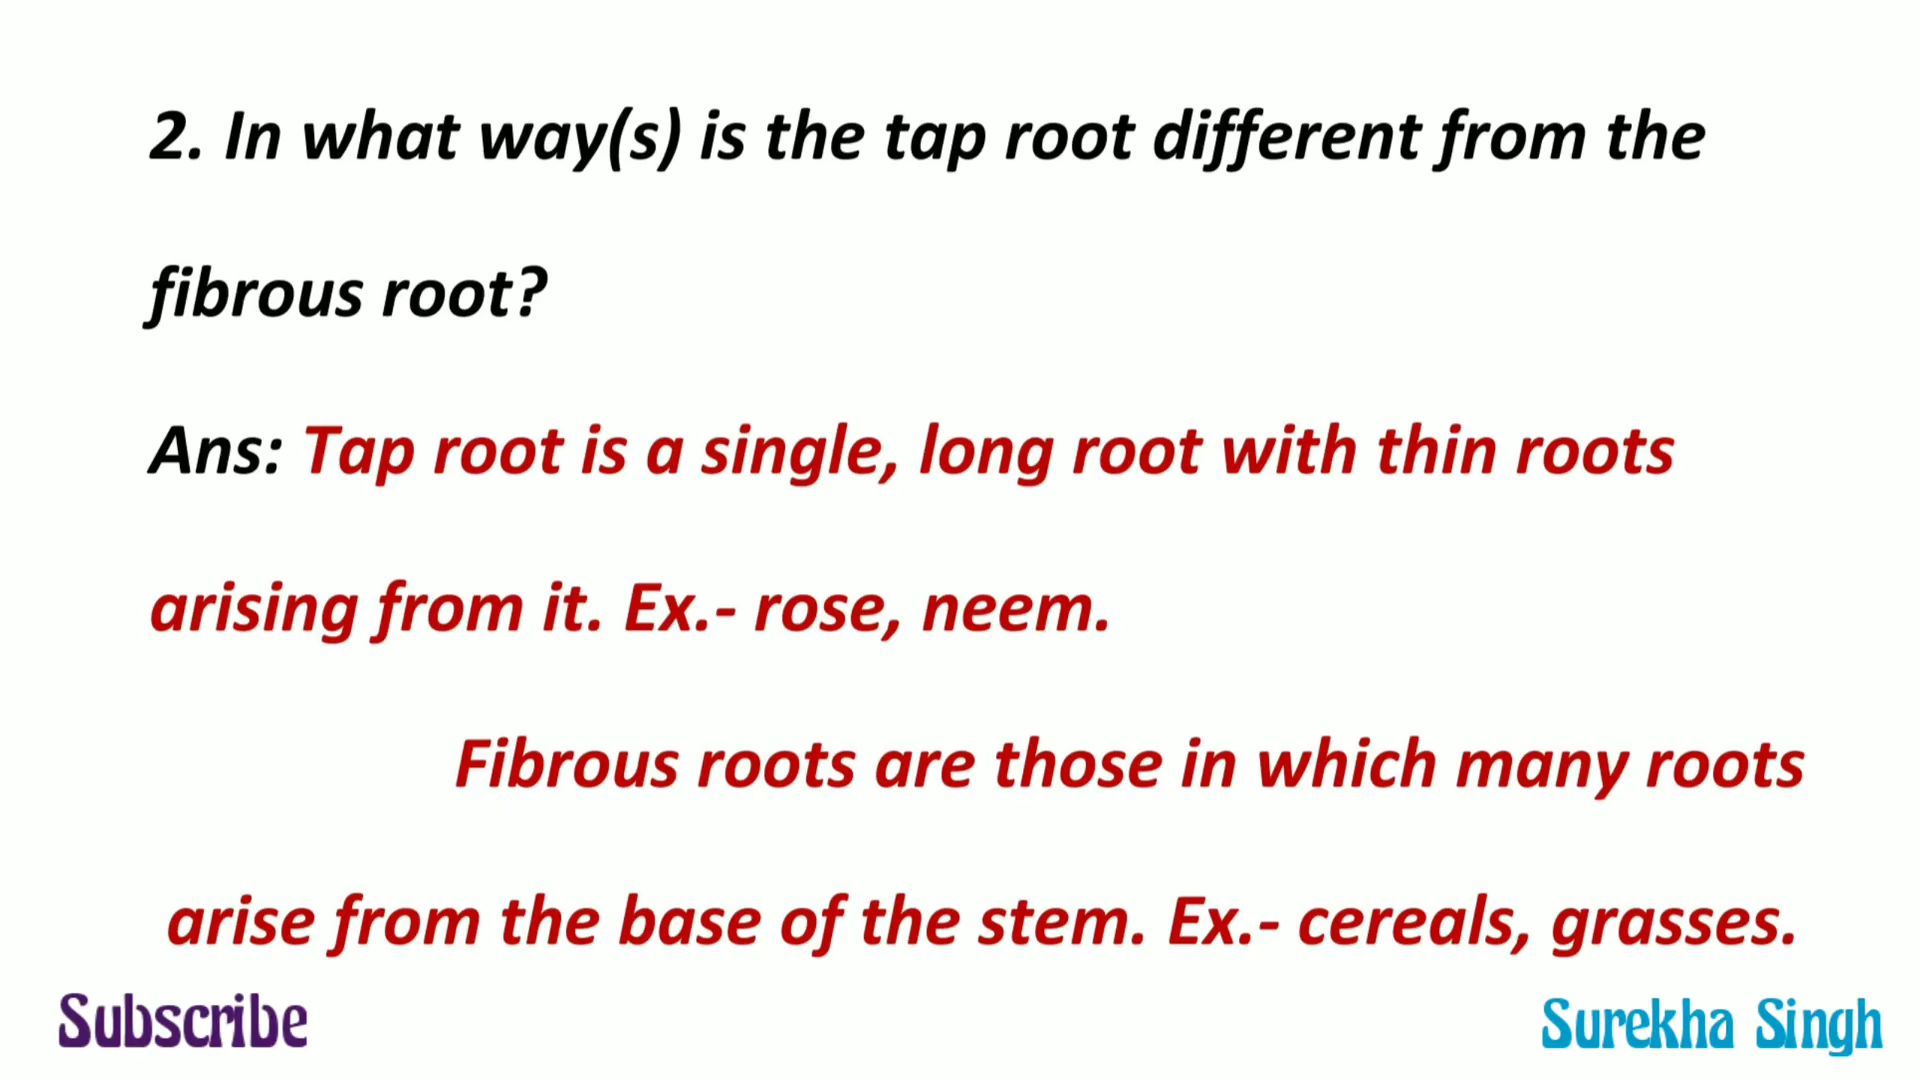 2. In what way(s) is the tap root different from the
fibrous root?
Ans: Tap root is a single, long root with thin roots
arising from it. Ex.- rose, neem.
Fibrous roots are those in which many roots
arise from the base of the stem. Ex.- cereals, grasses.
Subscribe
Surekha Singh